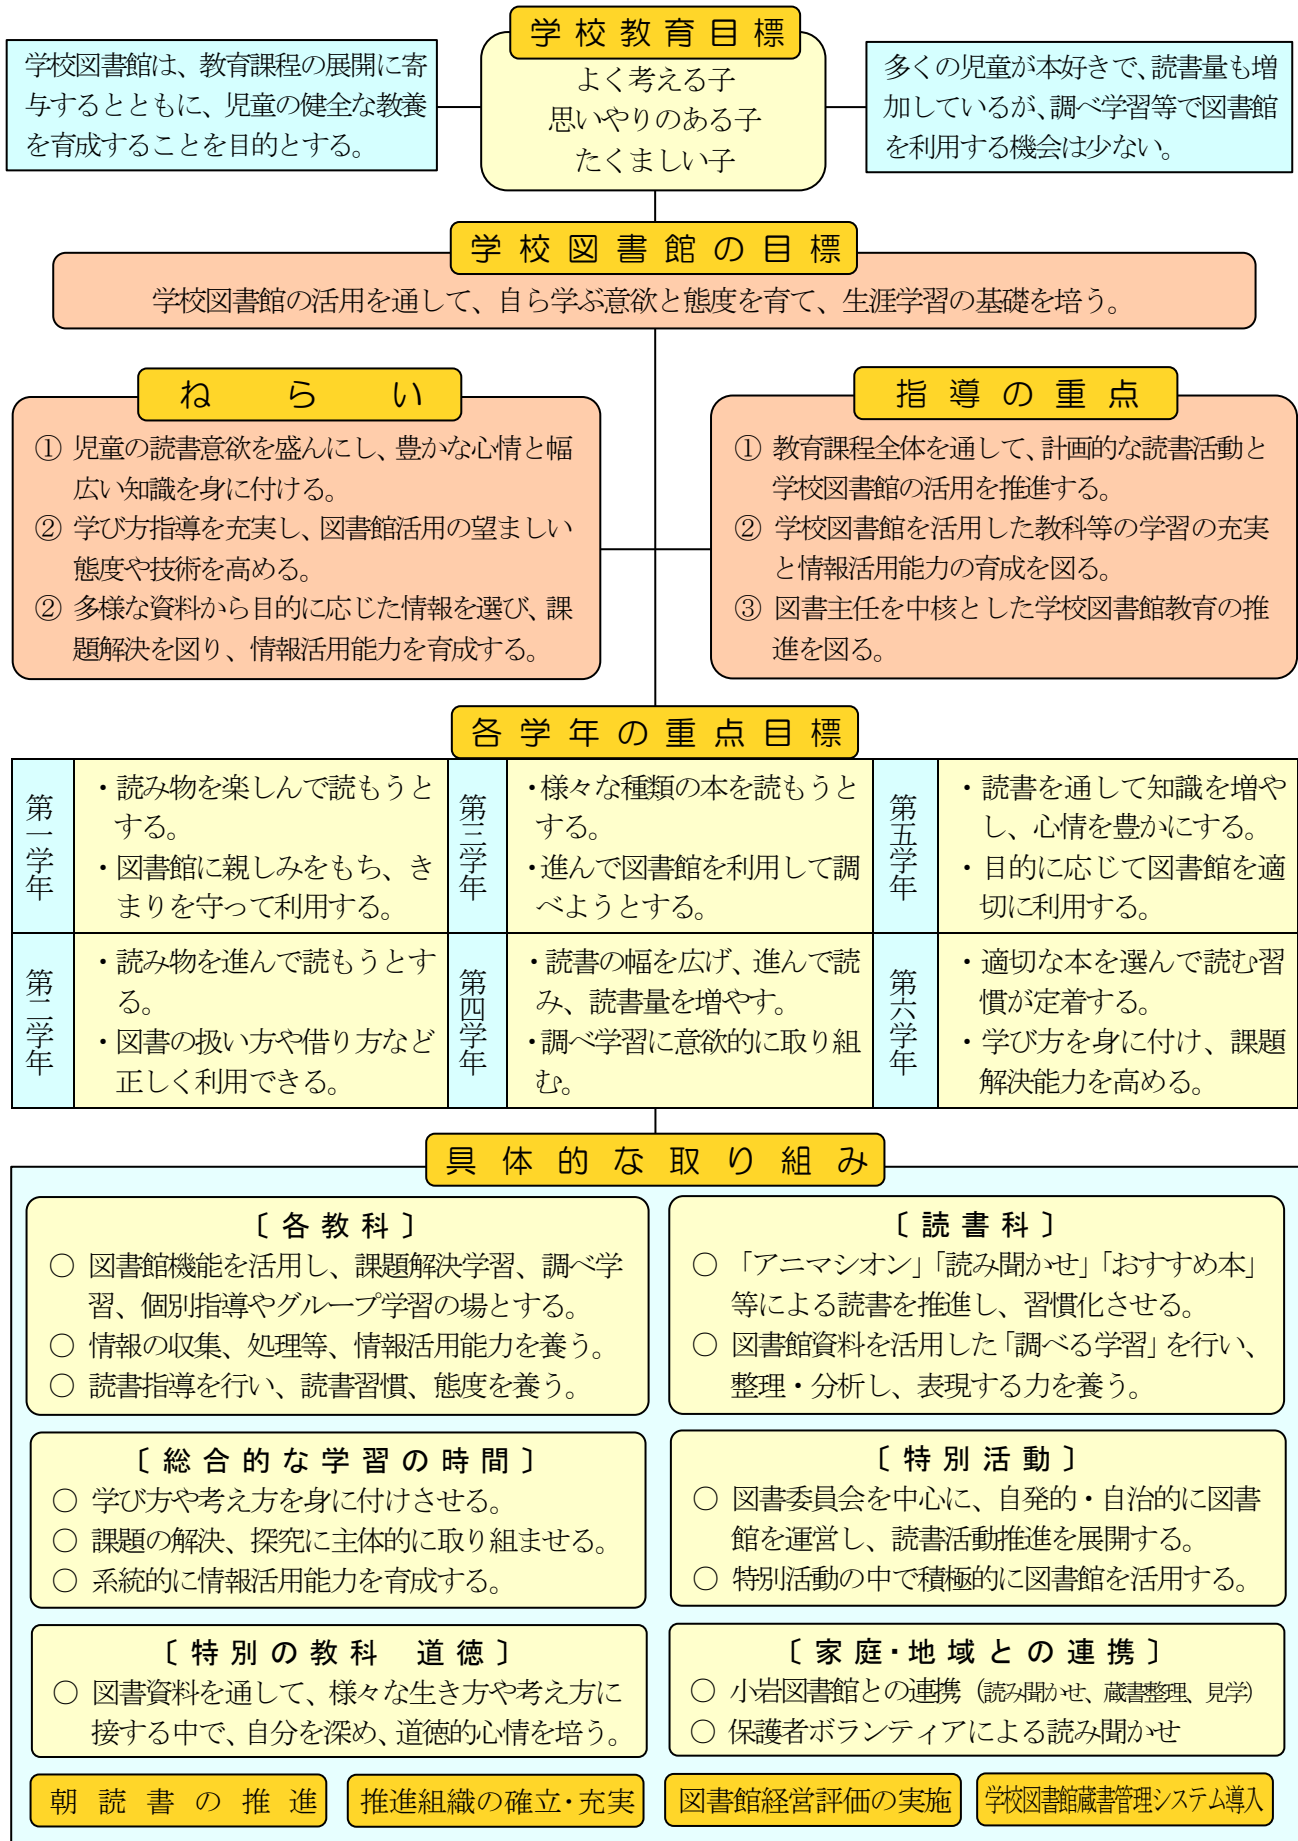 学校教育目標
学校図書館は、教育課程の展開に寄
与するとともに、児童の健全な教養
を育成することを目的とする。
よく考える子
思いやりのある子
たくましい子
多くの児童が本好きで、読書量も増
加しているが、調べ学習等で図書館
を利用する機会は少ない。
学校図書館の目標
学校図書館の活用を通して、自ら学ぶ意欲と態度を育て、生涯学習の基礎を培う。
ねらい
① 児童の読書意欲を盛んにし、豊かな心情と幅
広い知識を身に付ける。
② 学び方指導を充実し、図書館活用の望ましい
態度や技術を高める。
② 多様な資料から目的に応じた情報を選び、課
題解決を図り、情報活用能力を育成する。
指導の重点
① 教育課程全体を通して、計画的な読書活動と
学校図書館の活用を推進する。
② 学校図書館を活用した教科等の学習の充実
と情報活用能力の育成を図る。
③ 図書主任を中核とした学校図書館教育の推
進を図る。
各学年の重点目標
第一学年
・読み物を楽しんで読もうと
する。
・図書館に親しみをもち、き
まりを守って利用する。
第三学年
・様々な種類の本を読もうと
する。
・進んで図書館を利用して調
べようとする。
第五学年
・読書を通して知識を増や
し、心情を豊かにする。
・目的に応じて図書館を適
切に利用する。
第二学年
・読み物を進んで読もうとす
る。
・図書の扱い方や借り方など
正しく利用できる。
第四学年
・読書の幅を広げ、進んで読
み、読書量を増やす。
・調べ学習に意欲的に取り組
む。
第六学年
・適切な本を選んで読む習
慣が定着する。
・学び方を身に付け、課題
解決能力を高める。
具体的な取り組み
〔各教科〕
○ 図書館機能を活用し、課題解決学習、調べ学
習、個別指導やグループ学習の場とする。
○ 情報の収集、処理等、情報活用能力を養う。
○ 読書指導を行い、読書習慣、態度を養う。
〔読書科〕
○ 「アニマシオン」「読み聞かせ」「おすすめ本」
等による読書を推進し、習慣化させる。
○ 図書館資料を活用した「調べる学習」を行い、
整理・分析し、表現する力を養う。
〔総合的な学習の時間〕
○ 学び方や考え方を身に付けさせる。
○ 課題の解決、探究に主体的に取り組ませる。
○ 系統的に情報活用能力を育成する。
〔特別活動〕
○ 図書委員会を中心に、自発的・自治的に図書
館を運営し、読書活動推進を展開する。
○ 特別活動の中で積極的に図書館を活用する。
〔特別の教科　道徳〕
○ 図書資料を通して、様々な生き方や考え方に
接する中で、自分を深め、道徳的心情を培う。
〔家庭・地域との連携〕
○ 小岩図書館との連携（読み聞かせ、蔵書整理、見学）
○ 保護者ボランティアによる読み聞かせ
朝読書の推進
推進組織の確立・充実
図書館経営評価の実施
学校図書館蔵書管理システム導入